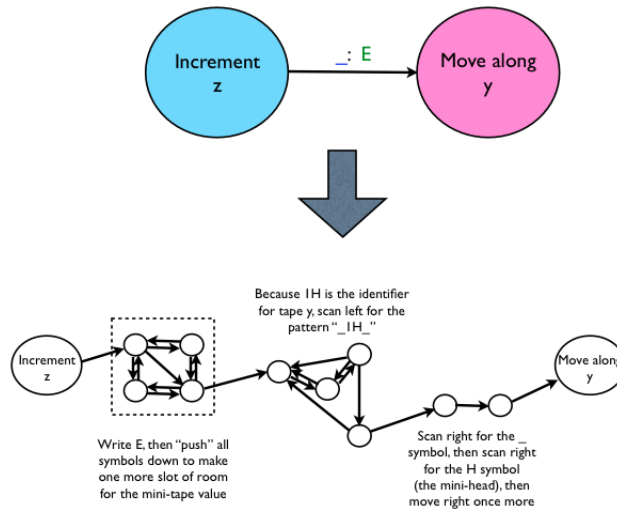 Increment
z
_: E
Move along
y
Because 1H is the identifier
for tape y, scan left for the
pattern “_1H_”
Increment
z
Move along
y
Write E, then “push” all
symbols down to make
one more slot of room
for the mini-tape value
Scan right for the _
symbol, then scan right
for the H symbol
(the mini-head), then
move right once more